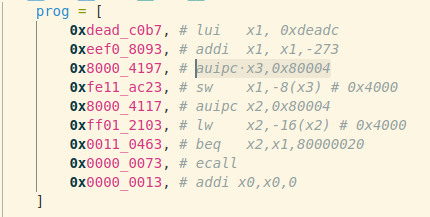 prog = [
0xdead_c0b7, # lui x1, 0xdeadc
0xeef0_8093, # addi x1, x1,-273
0x8000_4197, # auipc x3,0x80004
0xfe11_ac23, # sw x1,-8(x3) # 0x4000
0x8000_4117, # auipc x2,0x80004
0xff01_2103, # lw x2,-16(x2) # 0x4000
0x0011_0463, # beq x2,x1,80000020
0x0000_0073, # ecall
0x0000_0013, # addi x0,x0,0
]